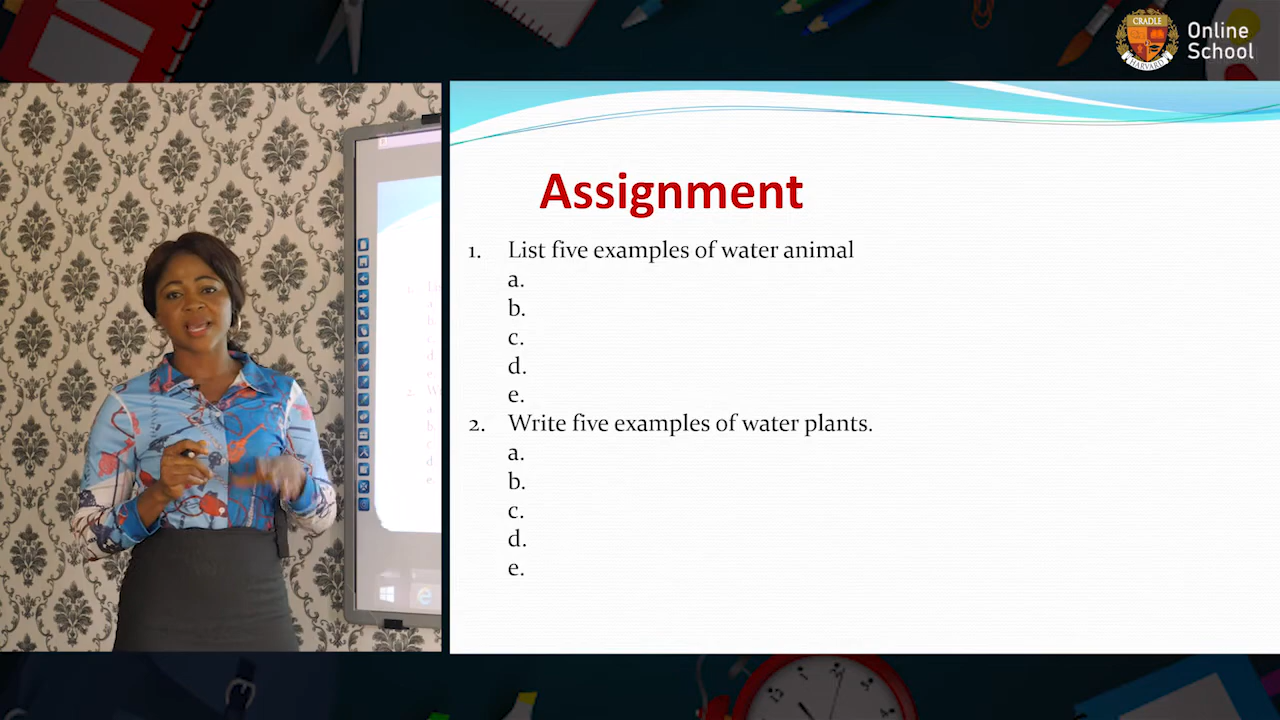 CRADLE
HARVARD
Online
School
Assignment
1. List five examples of water animal
a.
b.
c.
d.
e.
2. Write five examples of water plants.
a.
b.
c.
d.
e.